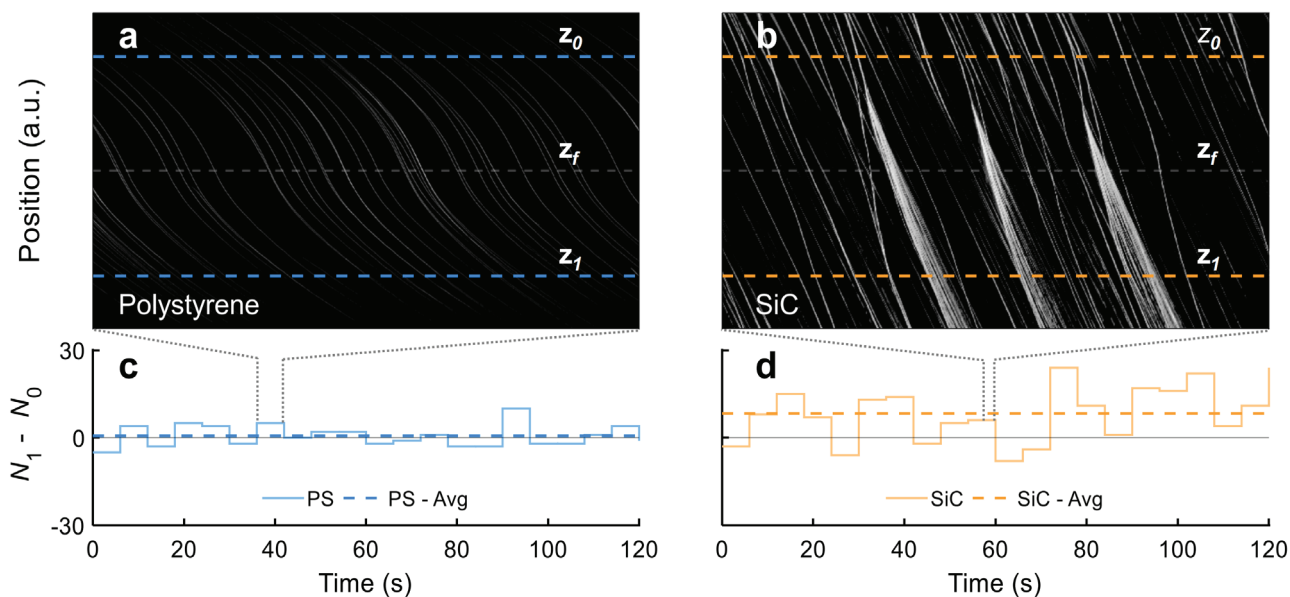 a
z0
zf
z1
Polystyrene
Position (a.u.)
b
z0
zf
z1
SiC
c
30
0
-30
N1 - N0
PS
PS - Avg
0 20 40 60 80 100 120
Time (s)
d
SiC
SiC - Avg
0 20 40 60 80 100 120
Time (s)